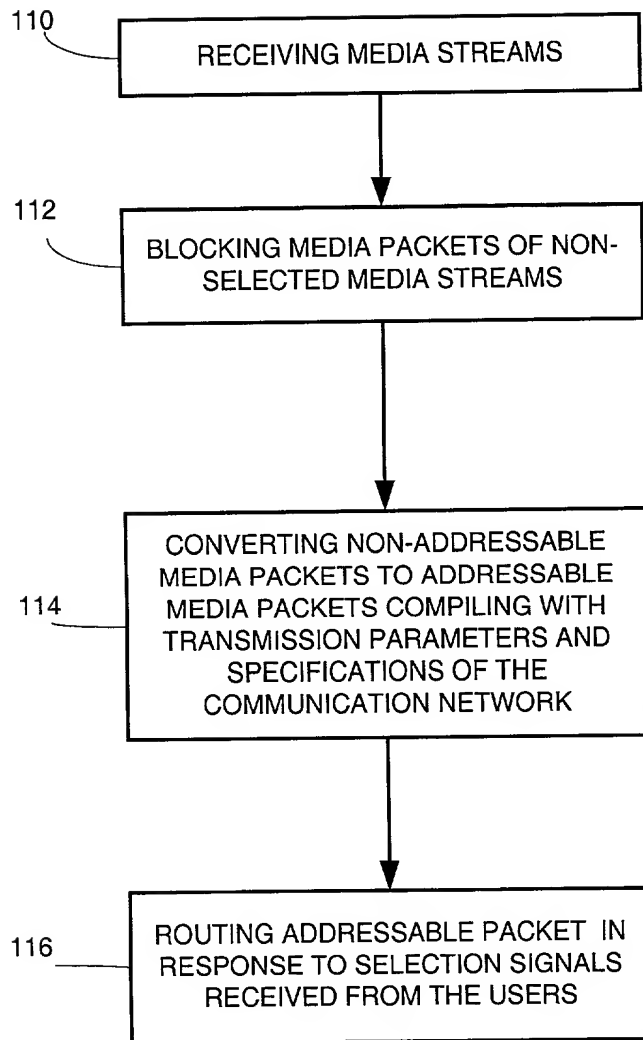 110
RECEIVING MEDIA STREAMS
112
BLOCKING MEDIA PACKETS OF NON-
SELECTED MEDIA STREAMS
114
CONVERTING NON-ADDRESSABLE
MEDIA PACKETS TO ADDRESSABLE
MEDIA PACKETS COMPILING WITH
TRANSMISSION PARAMETERS AND
SPECIFICATIONS OF THE
COMMUNICATION NETWORK
116
ROUTING ADDRESSABLE PACKET IN
RESPONSE TO SELECTION SIGNALS
RECEIVED FROM THE USERS